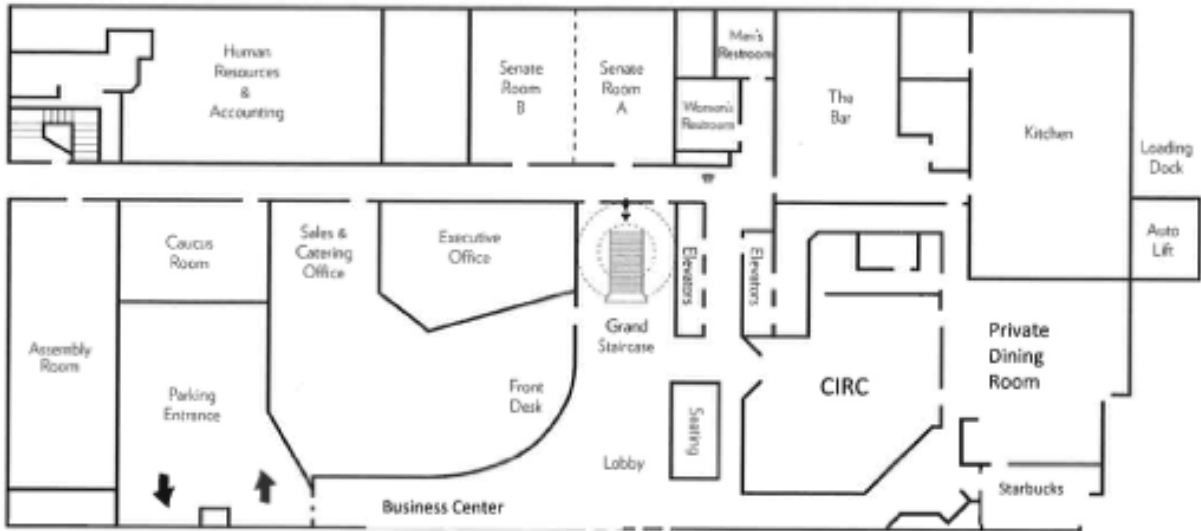 Human
Resources
&
Accounting
Senate
Room
B
Senate
Room
A
Men's
Restroom
Women's
Restroom
The
Bar
Kitchen
Loading
Dock
Auto
Lift
Caucus
Room
Sales &
Catering
Office
Executive
Office
Elevators
Elevators
Grand
Staircase
Assembly
Room
Parking
Entrance
Front
Desk
Seating
CIRC
Private
Dining
Room
Lobby
Business Center
Starbucks